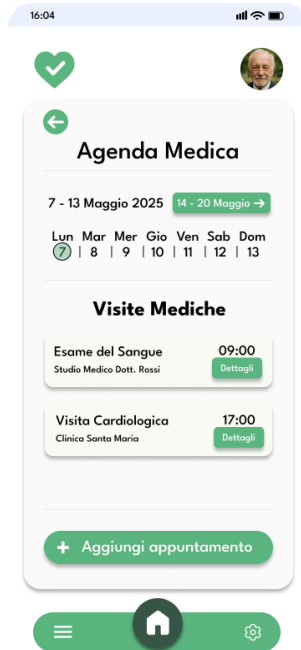 16:04
Agenda Medica
7 - 13 Maggio 2025 14 - 20 Maggio →
Lun Mar Mer Gio Ven Sab Dom
7 | 8 | 9 | 10 | 11 | 12 | 13
Visite Mediche
Esame del Sangue 09:00
Studio Medico Dott. Rossi Dettagli
Visita Cardiologica 17:00
Clinica Santa Maria Dettagli
+ Aggiungi appuntamento